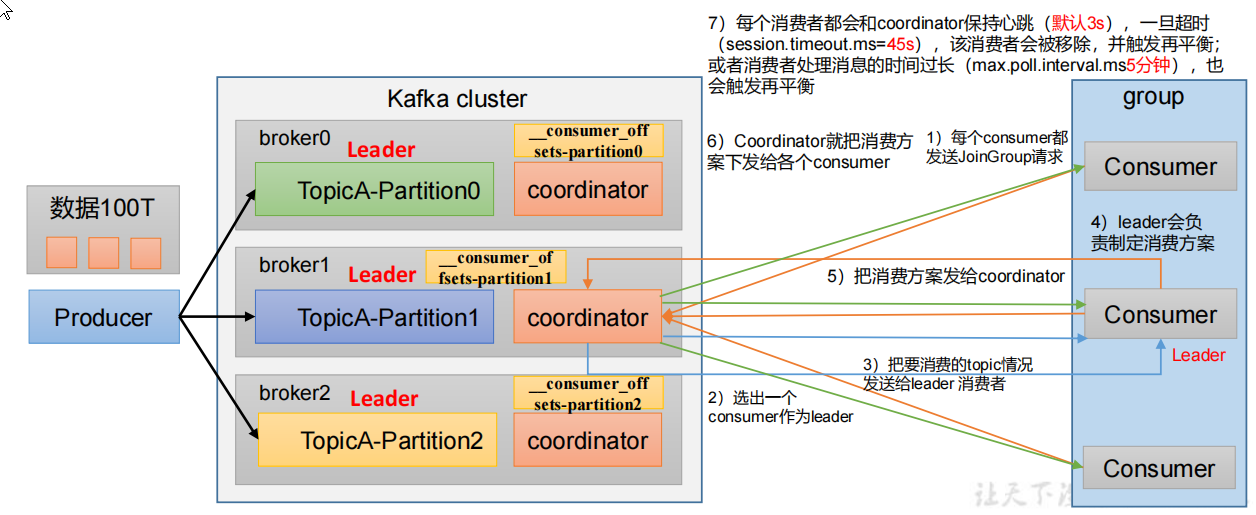 7）每个消费者都会和coordinator保持心跳（默认3s），一旦超时
（session.timeout.ms=45s），该消费者会被移除，并触发再平衡；
或者消费者处理消息的时间过长（max.poll.interval.ms5分钟），也
会触发再平衡
Kafka cluster
group
broker0
Leader
__consumer_off
sets-partition0
TopicA-Partition0
coordinator
6）Coordinator就把消费方
案下发给各个consumer
1）每个consumer都
发送JoinGroup请求
Consumer
数据100T
4）leader会负
责制定消费方案
broker1
Leader
__consumer_of
fsets-partition1
5）把消费方案发给coordinator
Producer
TopicA-Partition1
coordinator
Consumer
Leader
3）把要消费的topic情况
发送给leader 消费者
broker2
Leader
__consumer_off
sets-partition2
2）选出一个
consumer作为leader
TopicA-Partition2
coordinator
Consumer
让天下